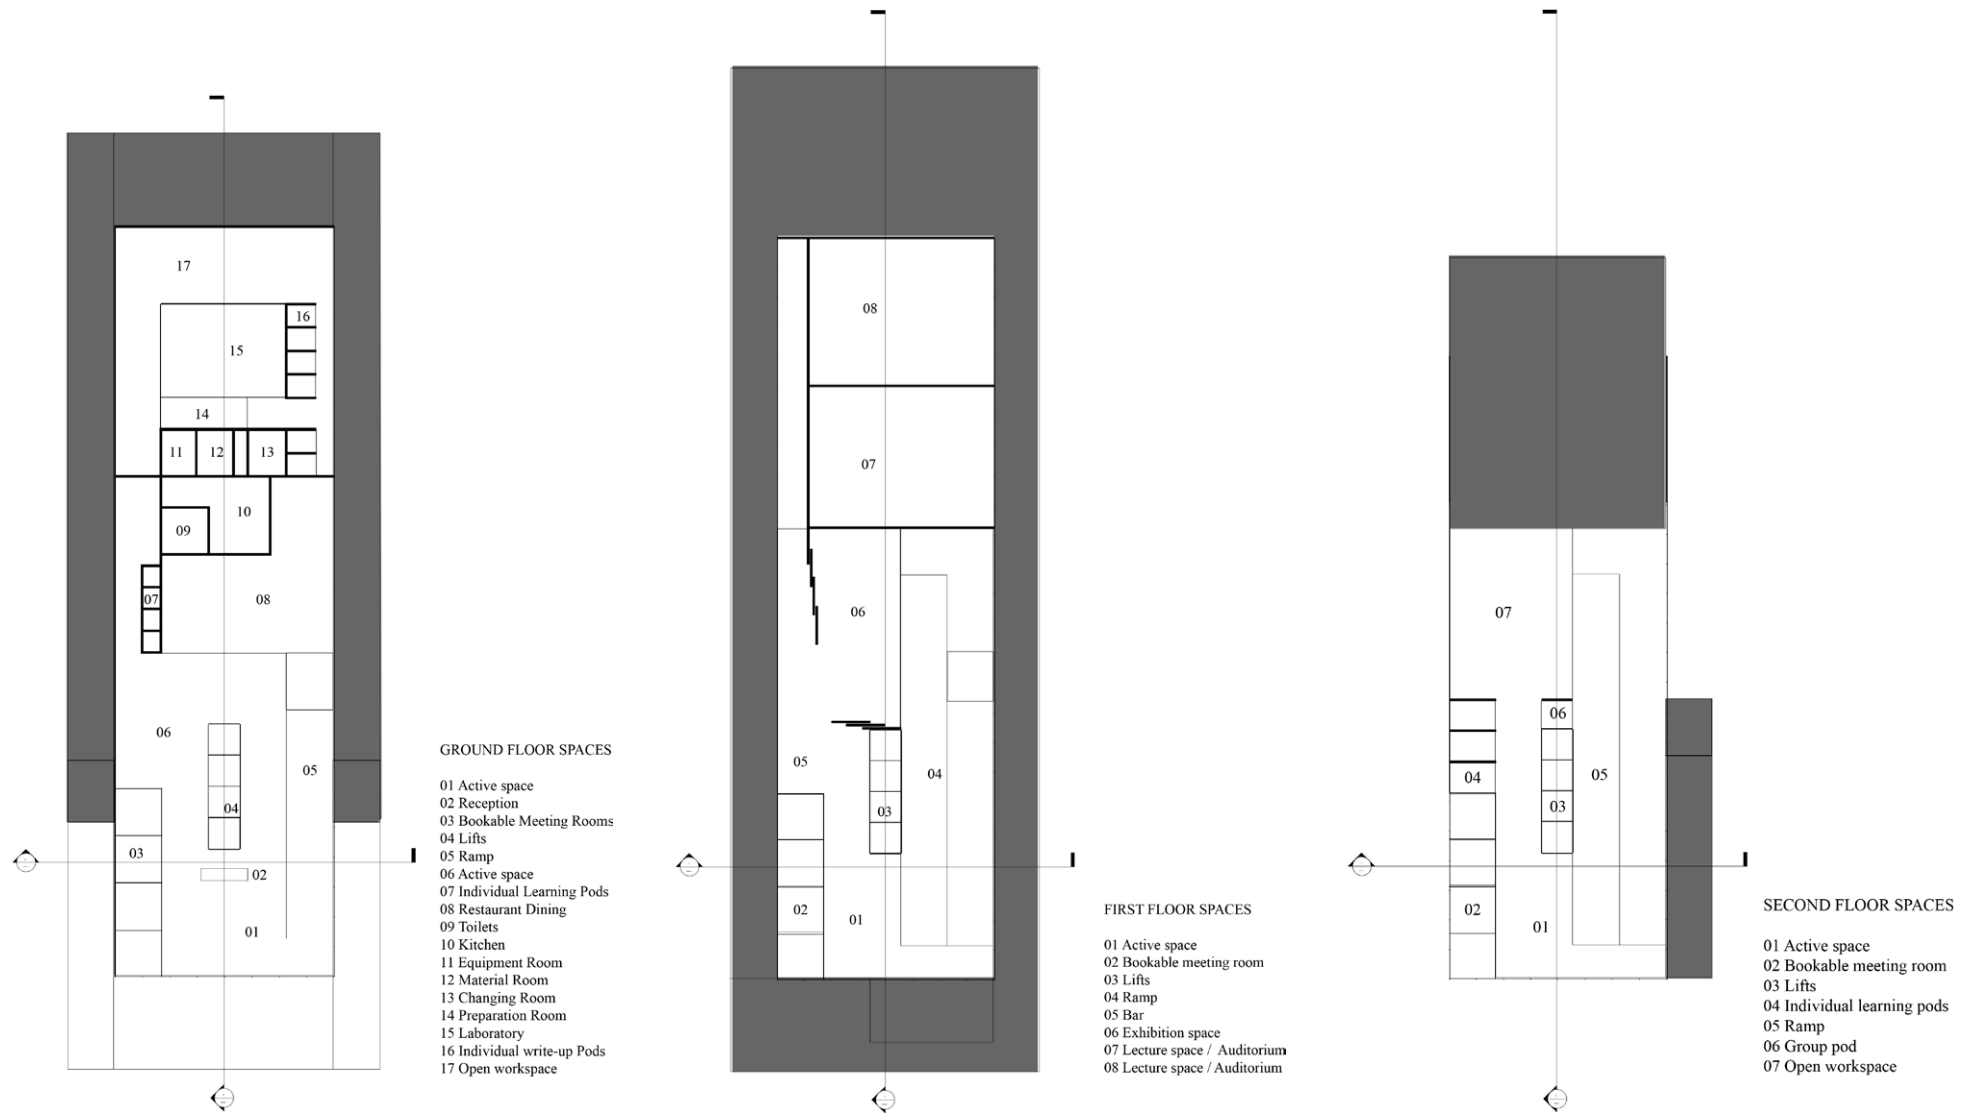 17
16
15
14
11
12
13
10
09
07
08
06
05
04
03
02
01
GROUND FLOOR SPACES
01 Active space
02 Reception
03 Bookable Meeting Rooms
04 Lifts
05 Ramp
06 Active space
07 Individual Learning Pods
08 Restaurant Dining
09 Toilets
10 Kitchen
11 Equipment Room
12 Material Room
13 Changing Room
14 Preparation Room
15 Laboratory
16 Individual write-up Pods
17 Open workspace
08
07
06
05
04
03
02
01
FIRST FLOOR SPACES
01 Active space
02 Bookable meeting room
03 Lifts
04 Ramp
05 Bar
06 Exhibition space
07 Lecture space / Auditorium
08 Lecture space / Auditorium
07
06
04
05
03
02
01
SECOND FLOOR SPACES
01 Active space
02 Bookable meeting room
03 Lifts
04 Individual learning pods
05 Ramp
06 Group pod
07 Open workspace